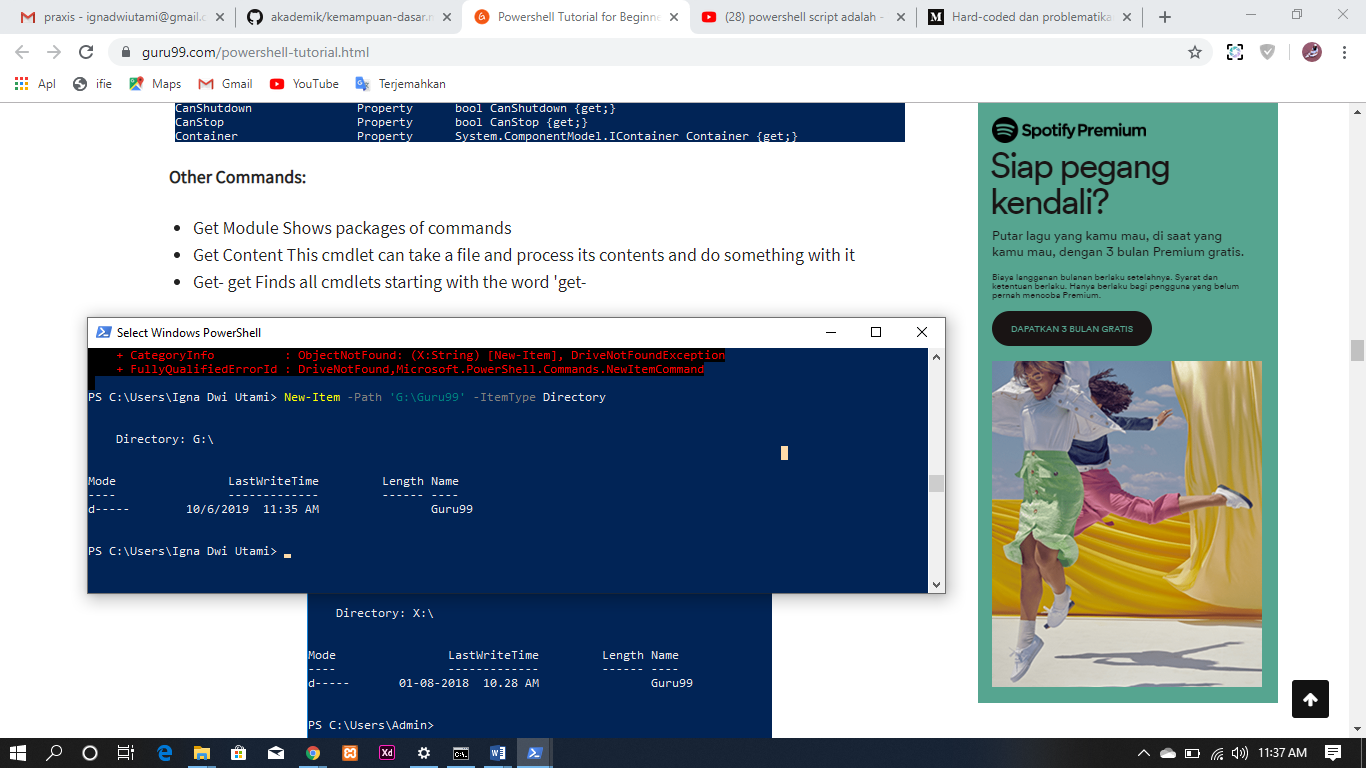 praxis - ignadwiutami@gmail.c
akademik/kemampuan-dasar.m
Powershell Tutorial for Beginne
(28) powershell script adalah -
Hard-coded dan problematika
guru99.com/powershell-tutorial.html
Apl
ifie
Maps
Gmail
YouTube
Terjemahkan
CanShutdown Property bool CanShutdown {get;}
CanStop Property bool CanStop {get;}
Container Property System.ComponentModel.IContainer Container {get;}
Other Commands:
• Get Module Shows packages of commands
• Get Content This cmdlet can take a file and process its contents and do something with it
• Get- get Finds all cmdlets starting with the word 'get-
Select Windows PowerShell
+ CategoryInfo : ObjectNotFound: (X:String) [New-Item], DriveNotFoundException
+ FullyQualifiedErrorId : DriveNotFound,Microsoft.PowerShell.Commands.NewItemCommand
PS C:\Users\Igna Dwi Utami> New-Item -Path 'G:\Guru99' -ItemType Directory
Directory: G:\
Mode LastWriteTime Length Name
---- ------------- ------ ----
d----- 10/6/2019 11:35 AM Guru99
PS C:\Users\Igna Dwi Utami>
Directory: X:\
Mode LastWriteTime Length Name
---- ------------- ------ ----
d----- 01-08-2018 10.28 AM Guru99
PS C:\Users\Admin>
Spotify Premium
Siap pegang
kendali?
Putar lagu yang kamu mau, di saat yang
kamu mau, dengan 3 bulan Premium gratis.
Biaya langganan bulanan berlaku setelahnya. Syarat dan
ketentuan berlaku. Hanya berlaku bagi pengguna yang belum
pernah mencoba Premium.
DAPATKAN 3 BULAN GRATIS
Xd
C:\.
11:37 AM